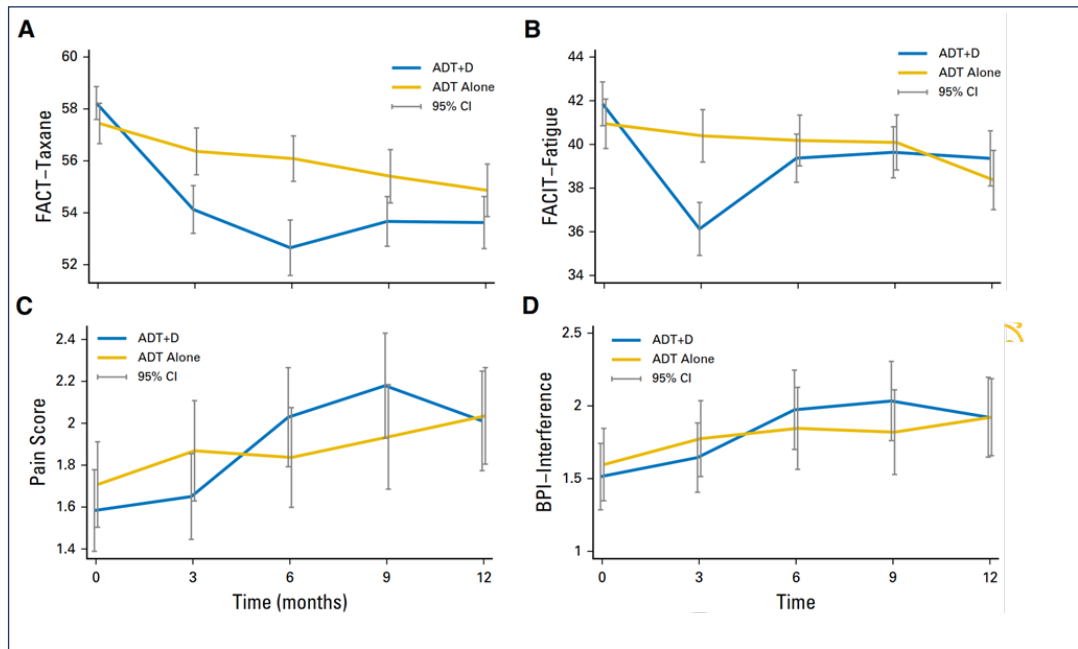 A
FACT–Taxane
60
58
56
54
52
ADT+D
ADT Alone
95% CI
B
FACIT–Fatigue
44
42
40
38
36
34
ADT+D
ADT Alone
95% CI
C
Pain Score
2.4
2.2
2
1.8
1.6
1.4
ADT+D
ADT Alone
95% CI
0 3 6 9 12
Time (months)
D
BPI–Interference
2.5
2
1.5
1
ADT+D
ADT Alone
95% CI
0 3 6 9 12
Time